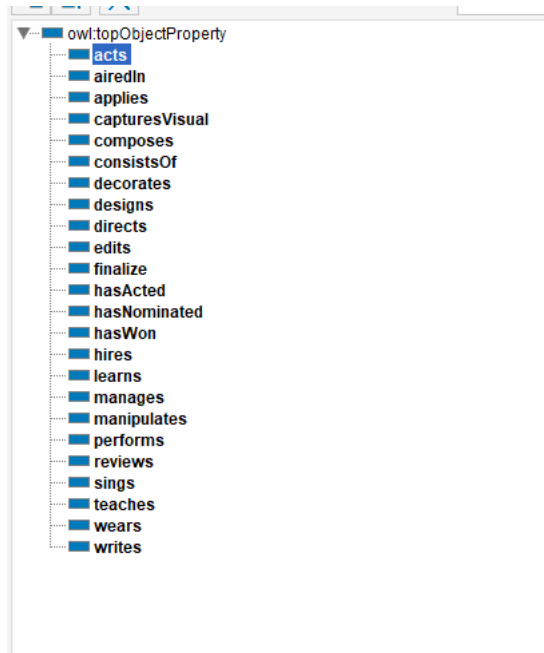 owl:topObjectProperty
acts
airedIn
applies
capturesVisual
composes
consistsOf
decorates
designs
directs
edits
finalize
hasActed
hasNominated
hasWon
hires
learns
manages
manipulates
performs
reviews
sings
teaches
wears
writes